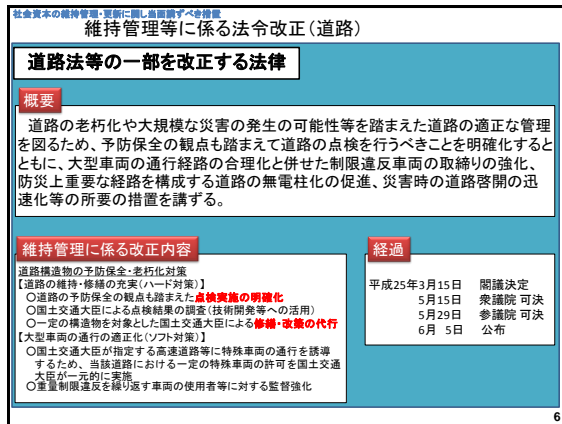 社会資本の維持管理・更新に関し当面講ずべき措置
維持管理等に係る法令改正（道路）
道路法等の一部を改正する法律
概要
道路の老朽化や大規模な災害の発生の可能性等を踏まえた道路の適正な管理
を図るため、予防保全の観点も踏まえて道路の点検を行うべきことを明確化すると
ともに、大型車両の通行経路の合理化と併せた制限違反車両の取締りの強化、
防災上重要な経路を構成する道路の無電柱化の促進、災害時の道路啓開の迅
速化等の所要の措置を講ずる。
維持管理に係る改正内容
道路構造物の予防保全・老朽化対策
【道路の維持・修繕の充実（ハード対策）】
○道路の予防保全の観点も踏まえた点検実施の明確化
○国土交通大臣による点検結果の調査（技術開発等への活用）
○一定の構造物を対象とした国土交通大臣による修繕・改築の代行
【大型車両の通行の適正化（ソフト対策）】
○国土交通大臣が指定する高速道路等に特殊車両の通行を誘導
するため、当該道路における一定の特殊車両の許可を国土交通
大臣が一元的に実施
○重量制限違反を繰り返す車両の使用者等に対する監督強化
経過
平成25年3月15日 閣議決定
5月15日 衆議院 可決
5月29日 参議院 可決
6月 5日 公布
6